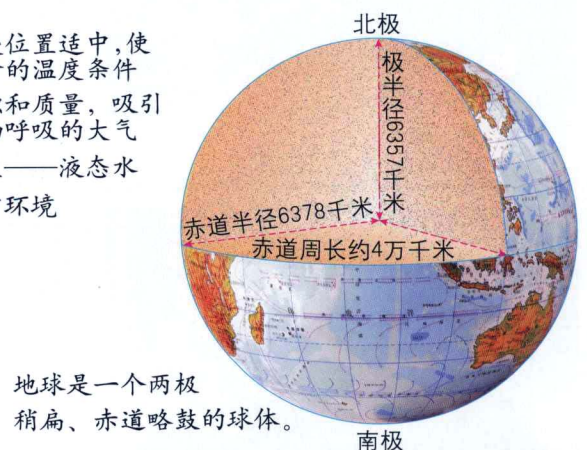 北极
位置适中,使
的温度条件
和质量，吸引
呼吸的大气
——液态水
环境
极半径6357千米
赤道半径6378千米
赤道周长约4万千米
地球是一个两极
稍扁、赤道略鼓的球体。
南极